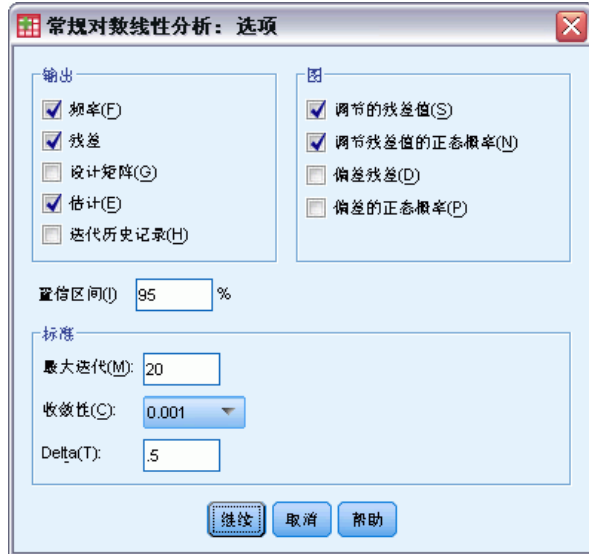 常规对数线性分析：选项
输出
频率(F)
残差
设计矩阵(G)
估计(E)
迭代历史记录(H)
图
调节的残差值(S)
调节残差值的正态概率(N)
偏差残差(D)
偏差的正态概率(P)
置信区间(I) 95 %
标准
最大迭代(M): 20
收敛性(C): 0.001
Delta(T): .5
继续 取消 帮助